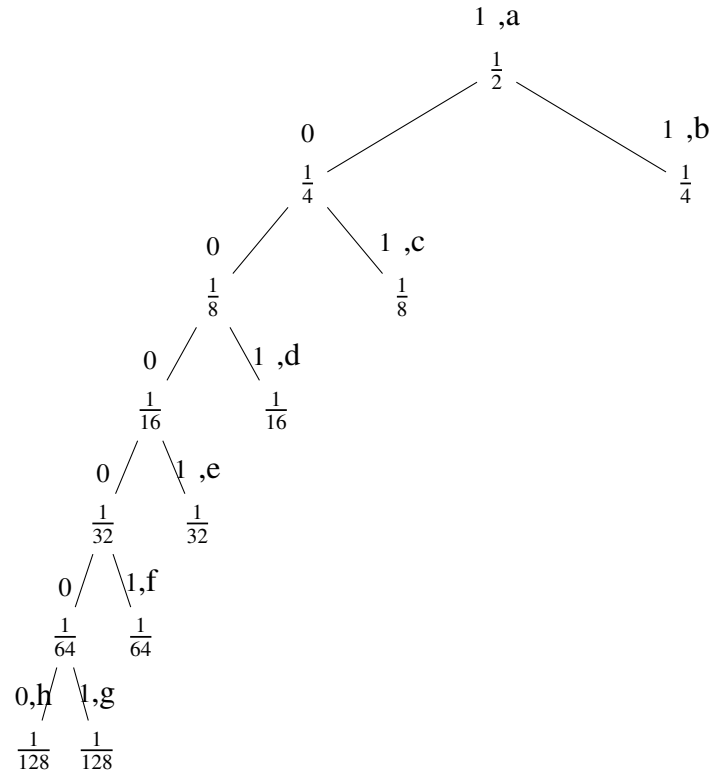 1 ,a
1/2
0
1 ,b
1/4
1/4
0
1 ,c
1/8
1/8
0
1 ,d
1/16
1/16
0
1 ,e
1/32
1/32
0
1,f
1/64
1/64
0,h
1,g
1/128
1/128